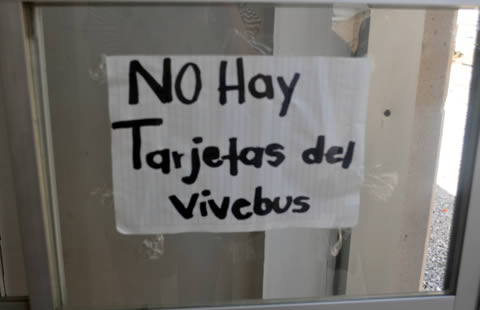 NO Hay
Tarjetas del
vivebus